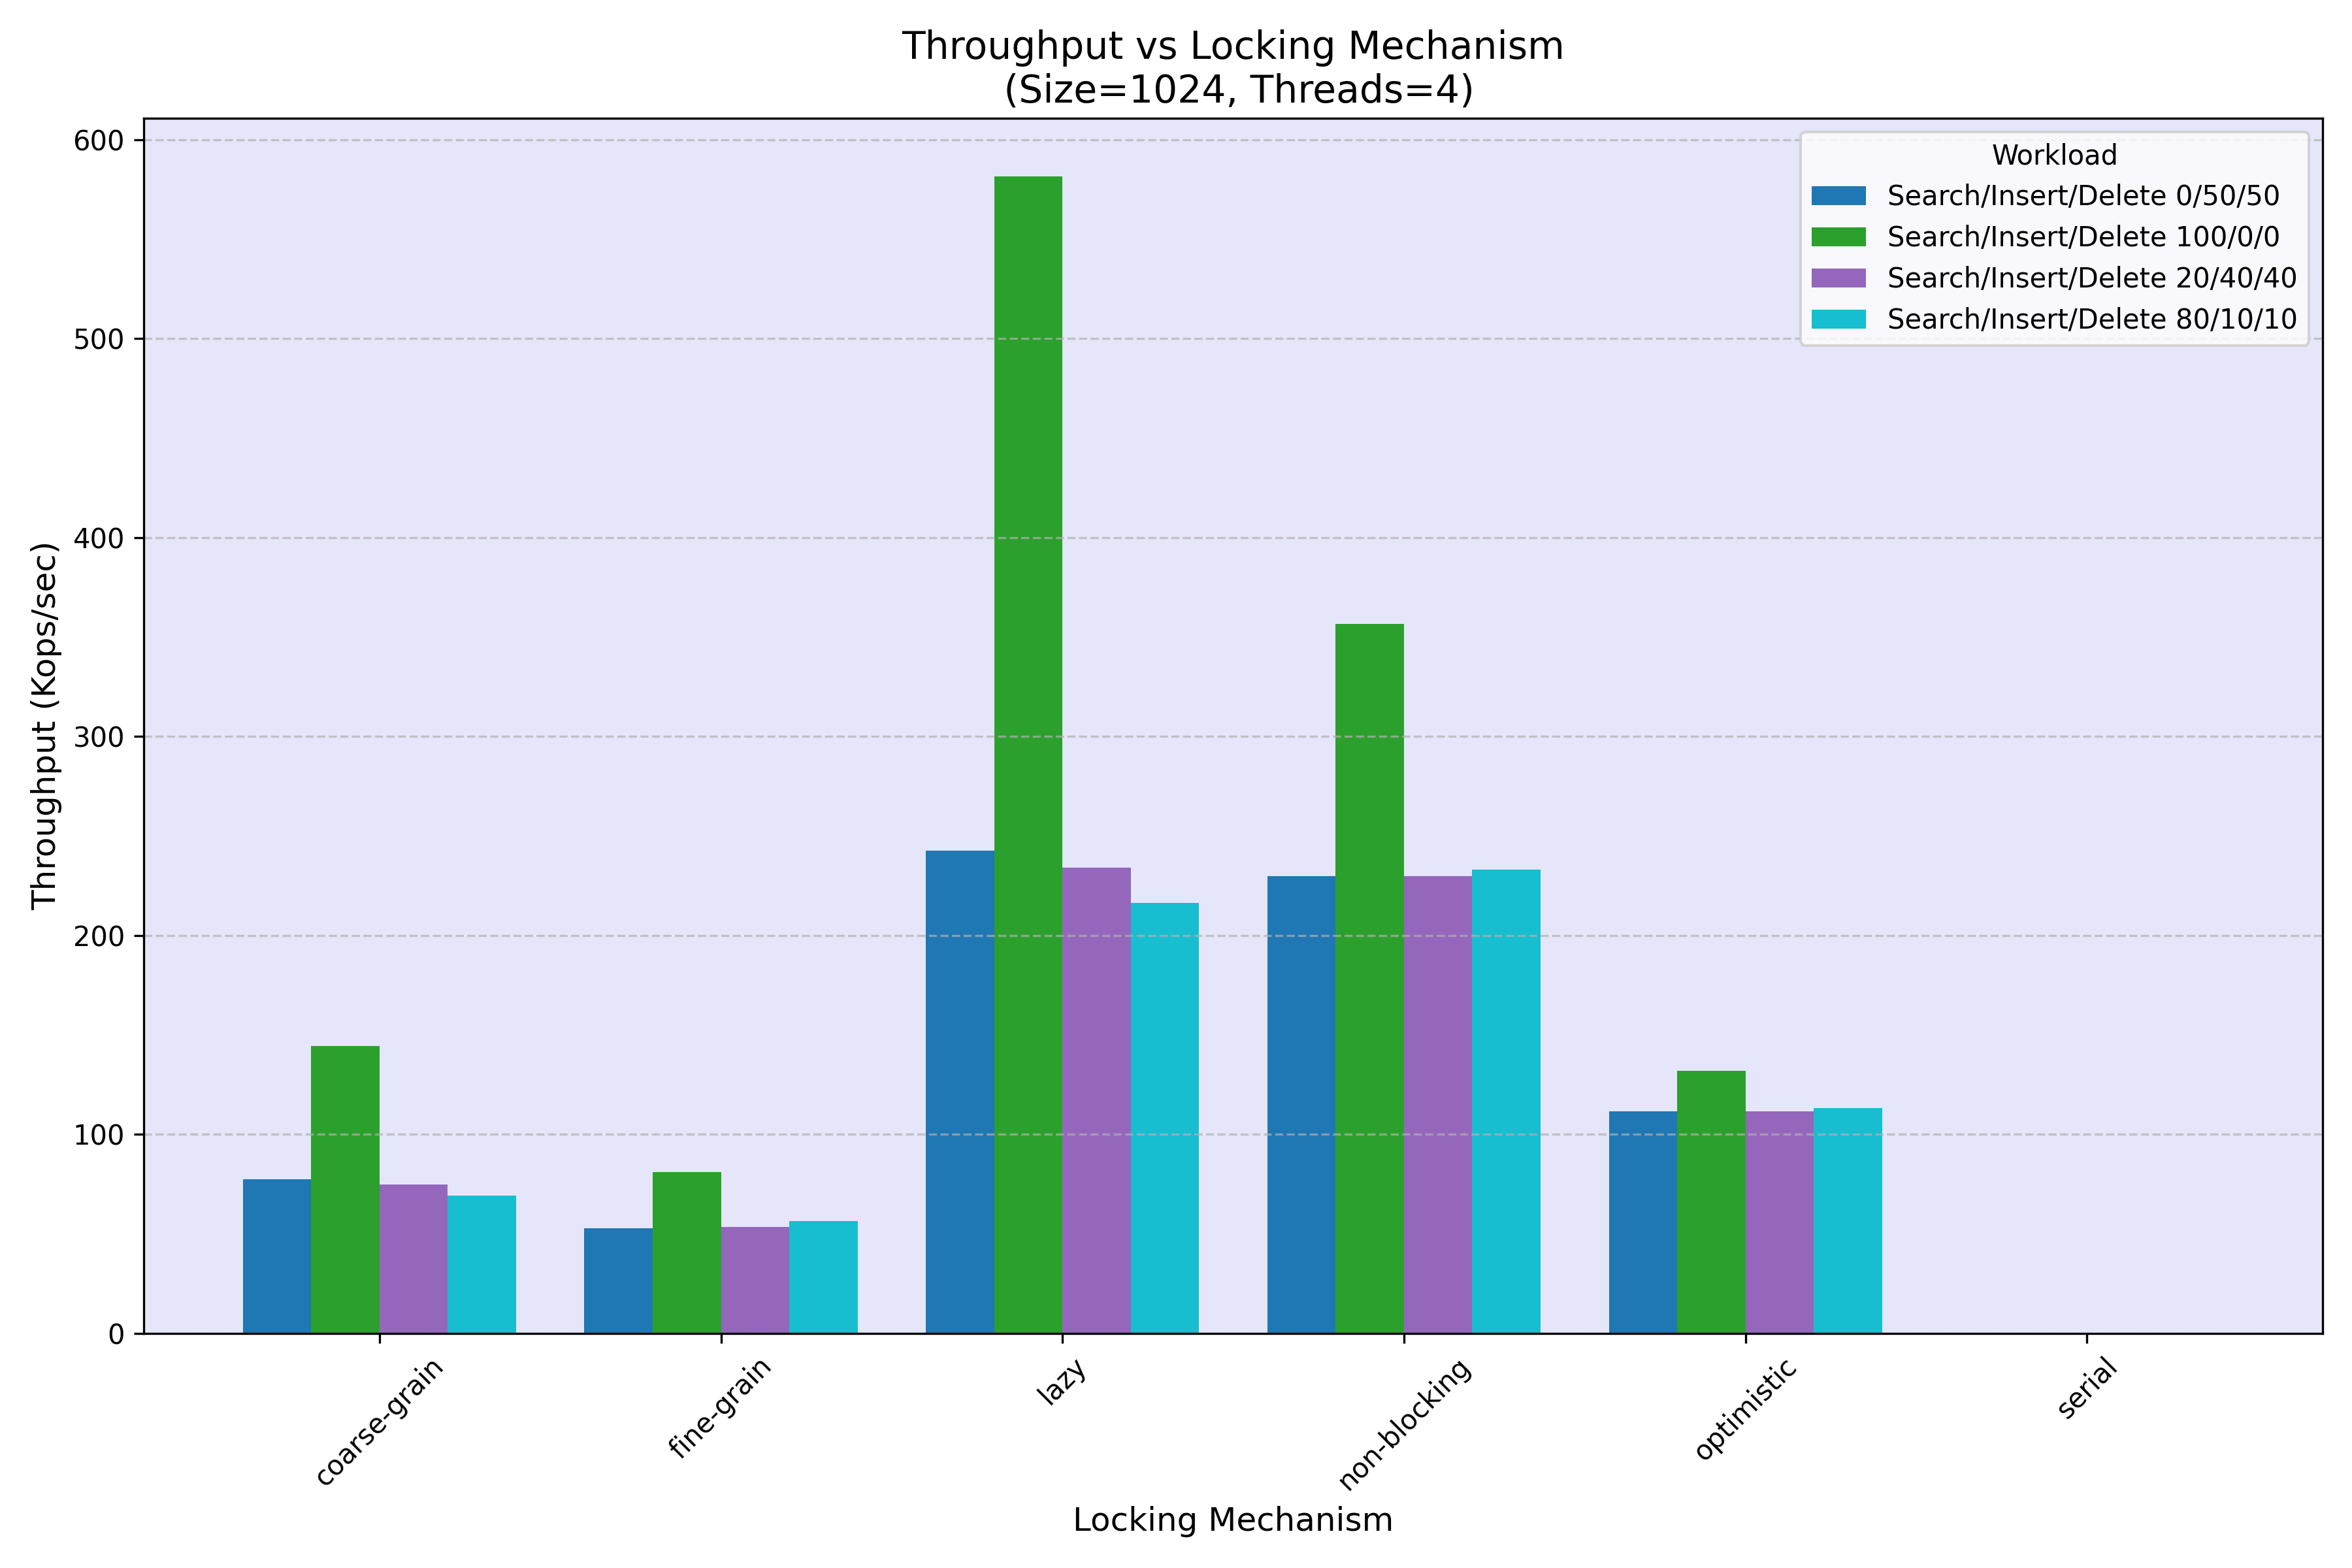 Throughput vs Locking Mechanism
(Size=1024, Threads=4)
Throughput (Kops/sec)
600
500
400
300
200
100
0
Workload
Search/Insert/Delete 0/50/50
Search/Insert/Delete 100/0/0
Search/Insert/Delete 20/40/40
Search/Insert/Delete 80/10/10
coarse-grain
fine-grain
lazy
non-blocking
optimistic
serial
Locking Mechanism